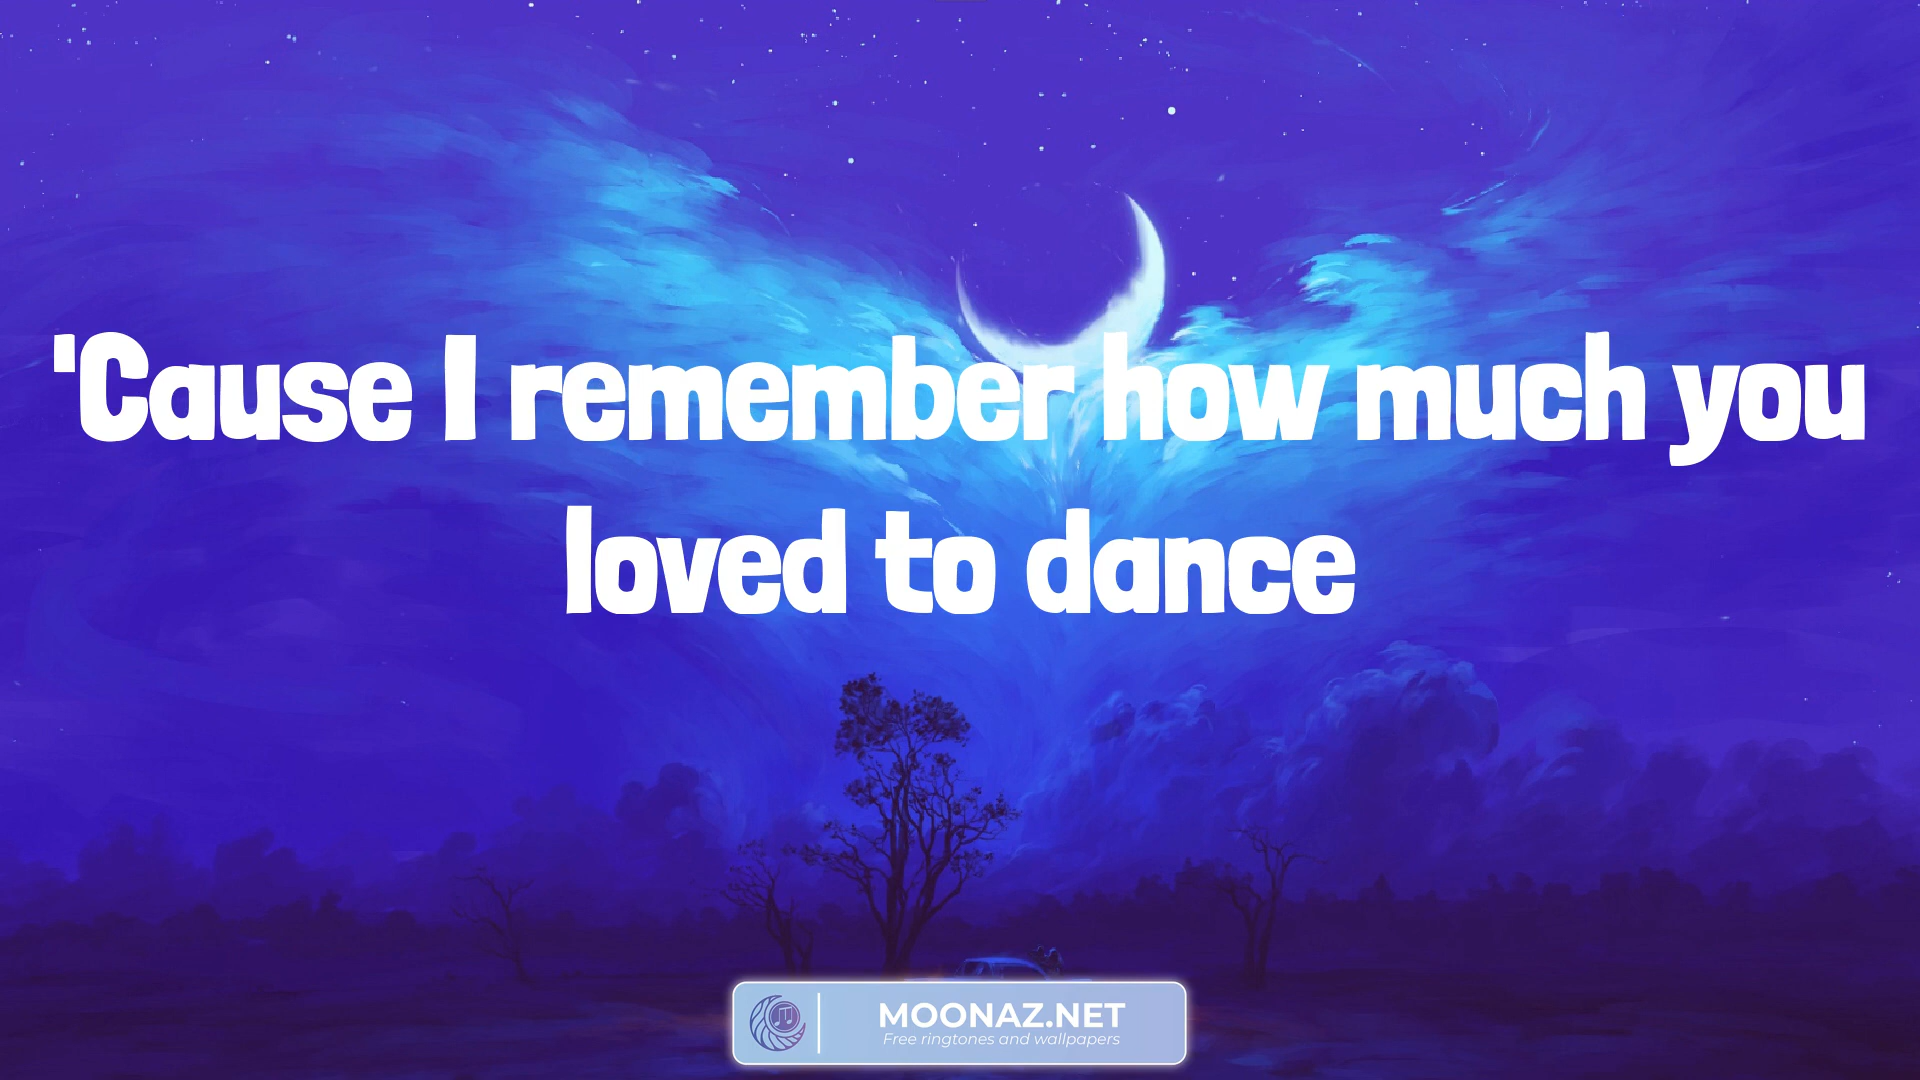 'Cause I remember how much you
loved to dance
MOONAZ.NET
Free ringtones and wallpapers